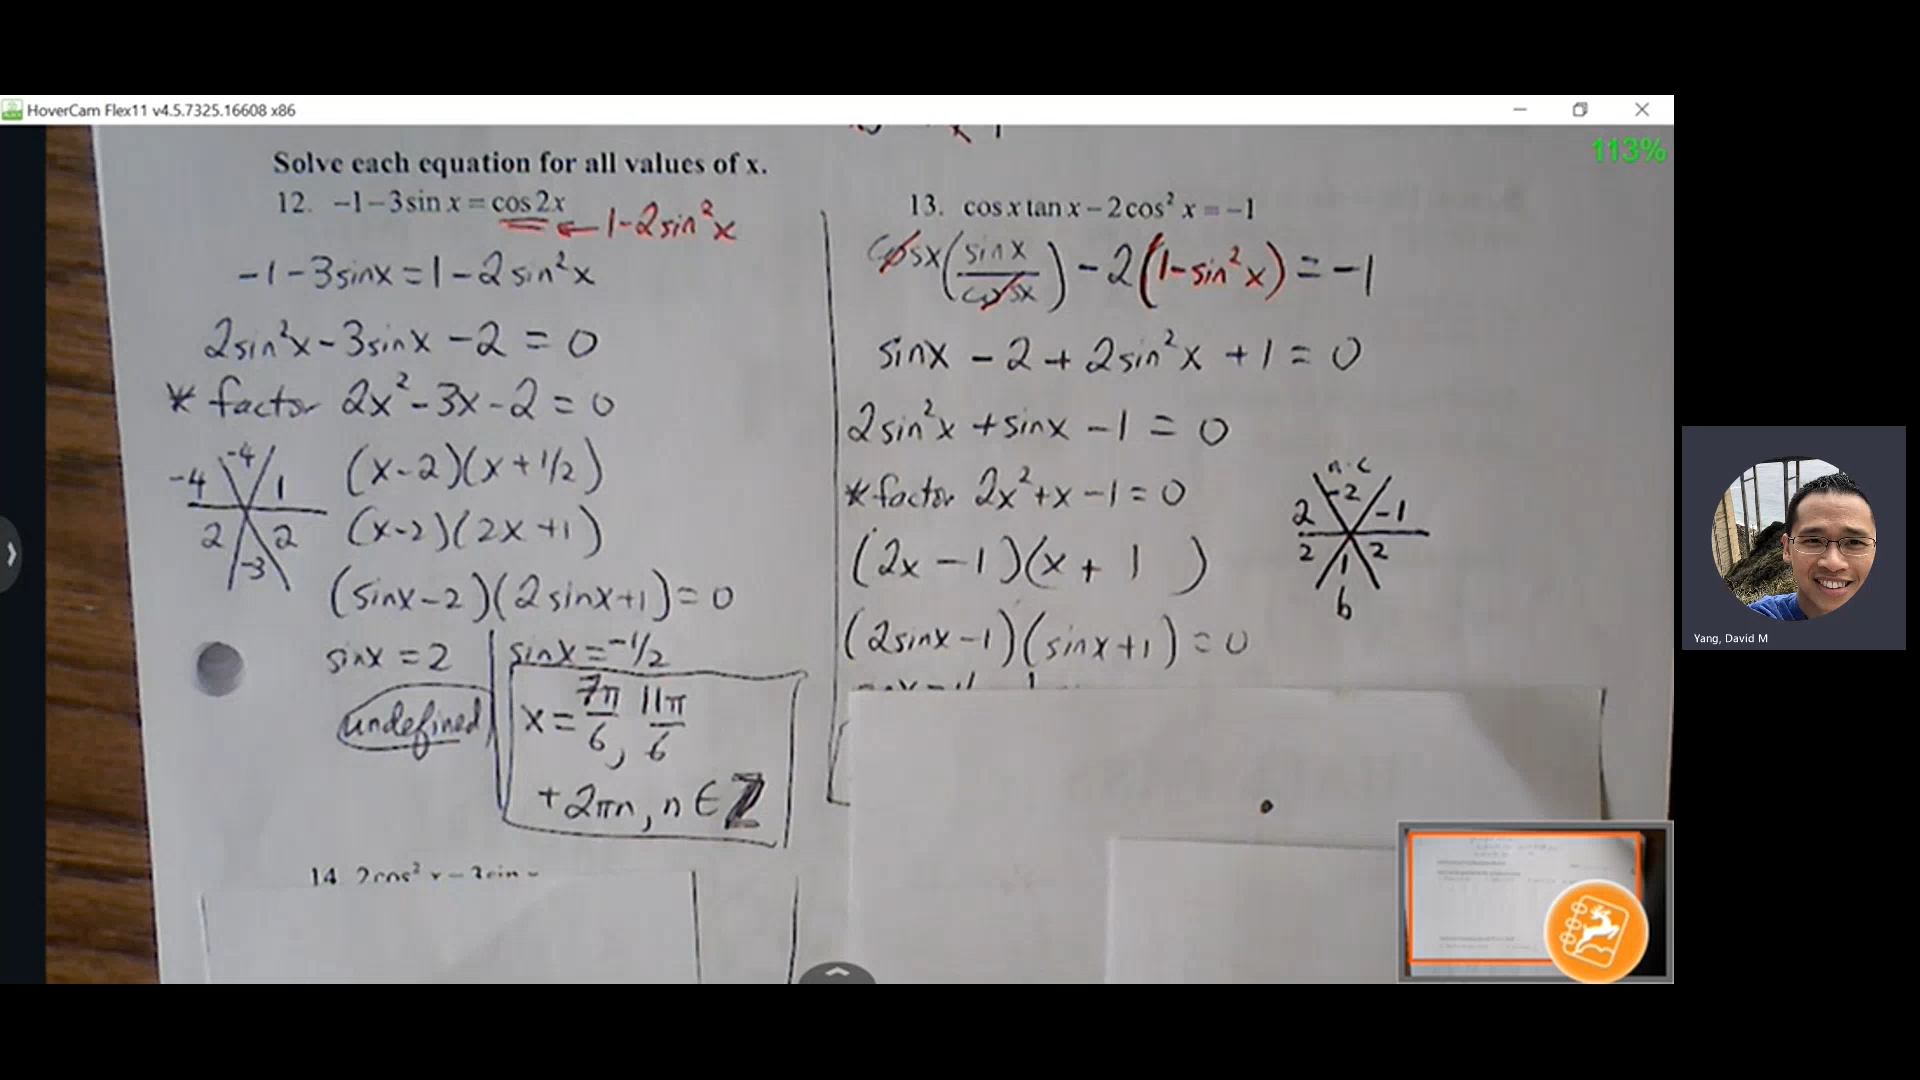 HoverCam Flex11 v4.5.7325.16608 x86
113%
Solve each equation for all values of x.
12. -1-3sin x = cos 2x
← 1-2sin²x
-1-3sinx=1-2sin²x
2sin²x-3sinx-2=0
* factor 2x²-3x-2=0
-4
-4 1
2 2
-3
(x-2)(x+1/2)
(x-2)(2x+1)
(sinx-2)(2sinx+1)=0
sinx=2
sinx=-1/2
undefined
x=7π/6, 11π/6
+2πn, n∈Z
13. cos x tan x - 2cos² x = -1
cosx(sinx/cosx)-2(1-sin²x)=-1
sinx-2+2sin²x+1=0
2sin²x+sinx-1=0
* factor 2x²+x-1=0
a·c
-2
2 -1
2 2
1
b
(2x-1)(x+1)
(2sinx-1)(sinx+1)=0
14. 2cos² x - 3sin
Yang, David M